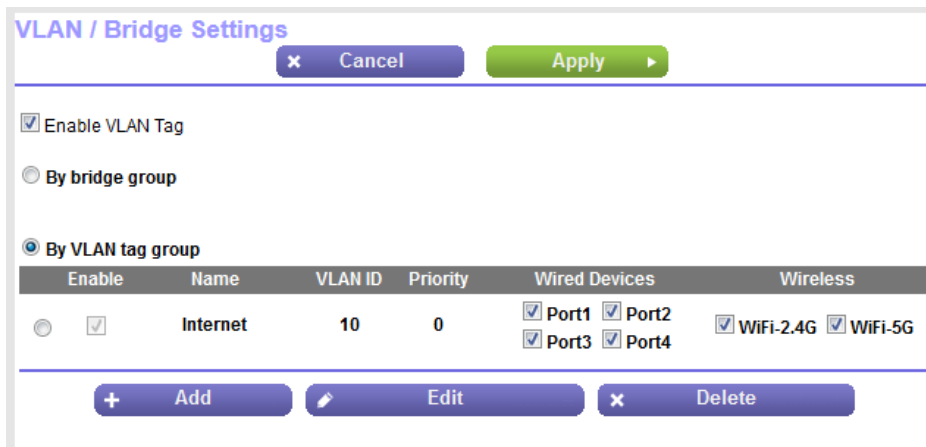 VLAN / Bridge Settings
Cancel Apply
Enable VLAN Tag
By bridge group
By VLAN tag group
Enable Name VLAN ID Priority Wired Devices Wireless
Internet 10 0 Port1 Port2 Port3 Port4 WiFi-2.4G WiFi-5G
Add Edit Delete